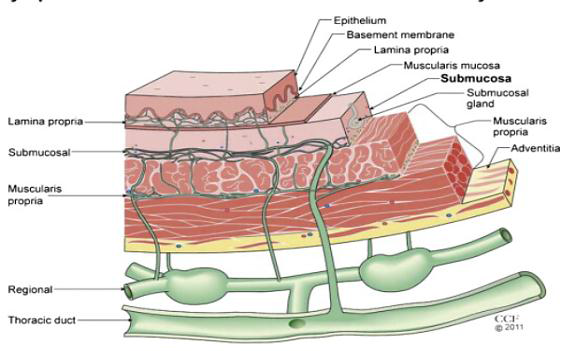 Epithelium
Basement membrane
Lamina propria
Muscularis mucosa
Submucosa
Submucosal
gland
Muscularis
propria
Adventitia
Lamina propria
Submucosal
Muscularis
propria
Regional
Thoracic duct
CCF
© 2011